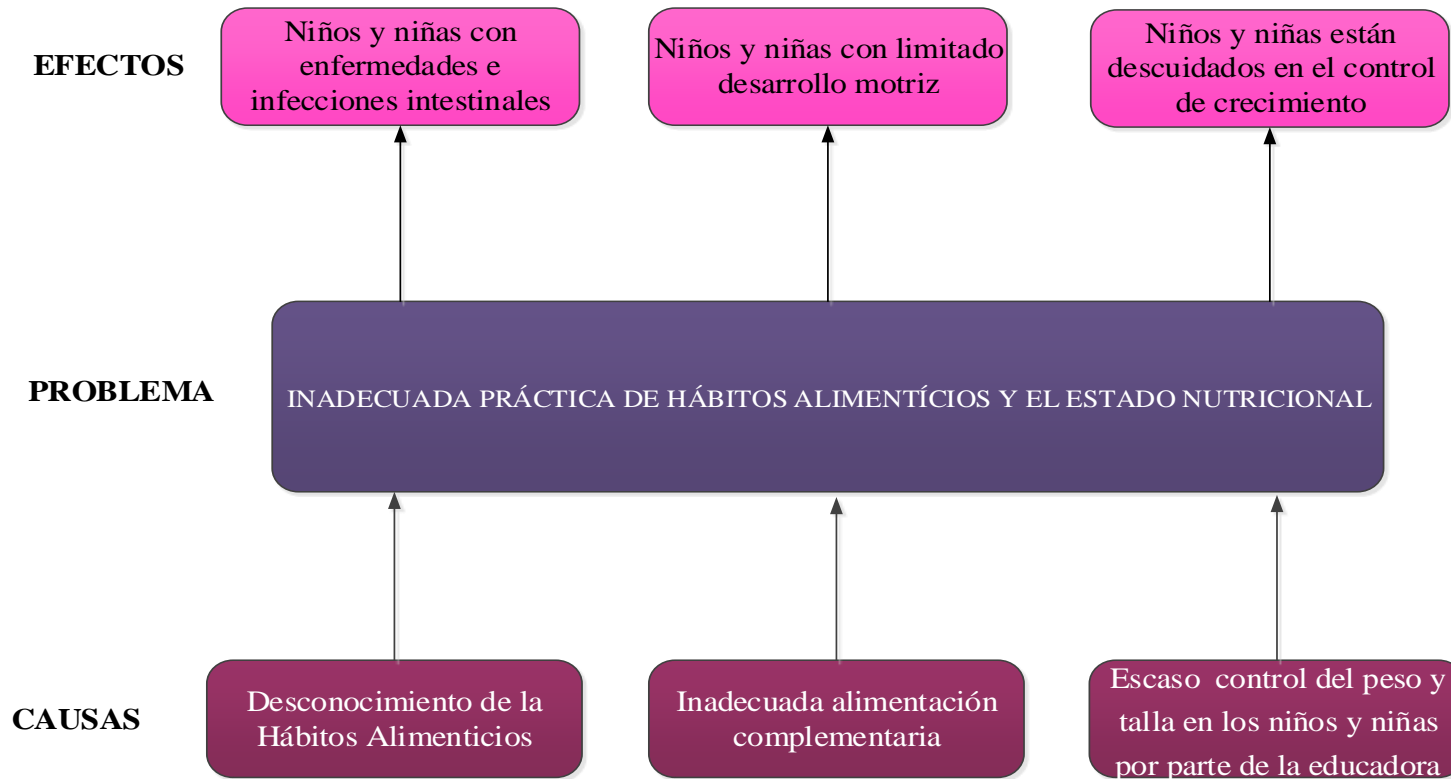 EFECTOS
Niños y niñas con
enfermedades e
infecciones intestinales
Niños y niñas con limitado
desarrollo motriz
Niños y niñas están
descuidados en el control
de crecimiento
PROBLEMA
INADECUADA PRÁCTICA DE HÁBITOS ALIMENTÍCIOS Y EL ESTADO NUTRICIONAL
CAUSAS
Desconocimiento de la
Hábitos Alimenticios
Inadecuada alimentación
complementaria
Escaso control del peso y
talla en los niños y niñas
por parte de la educadora